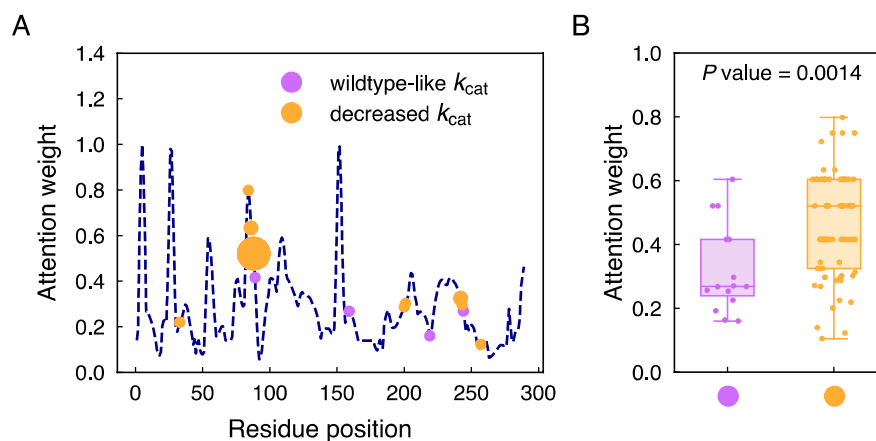 A
1.4
1.2
1.0
0.8
0.6
0.4
0.2
0.0
Attention weight
wildtype-like kcat
decreased kcat
0 50 100 150 200 250 300
Residue position
B
1.0
0.8
0.6
0.4
0.2
0.0
Attention weight
P value = 0.0014